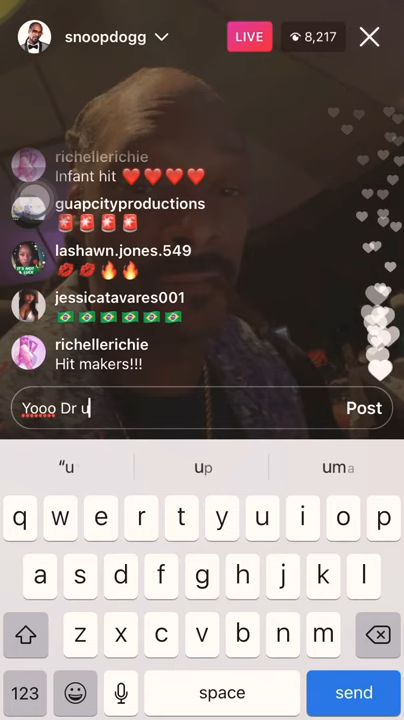 snoopdogg
LIVE
8,217
richellerichie
Infant hit ❤️❤️❤️❤️
guapcityproductions
🚨🚨🚨🚨
lashawn.jones.549
💋💋🔥🔥
jessicatavares001
🇧🇷🇧🇷🇧🇷🇧🇷🇧🇷🇧🇷
richellerichie
Hit makers!!!
Yooo Dr u
Post
“u up uma
q w e r t y u i o p
a s d f g h j k l
z x c v b n m
123 space send